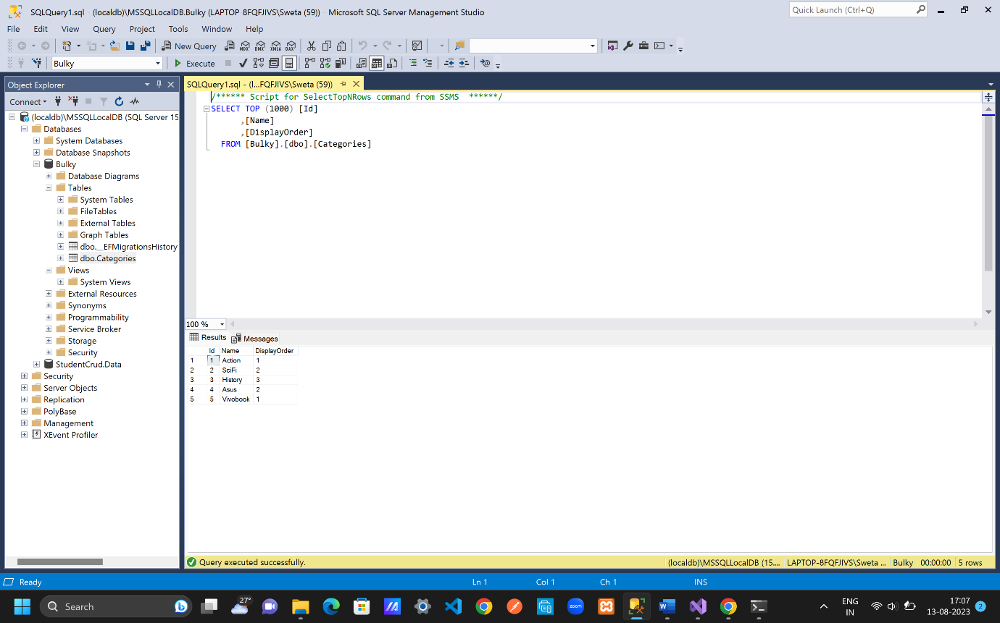 SQLQuery1.sql - (localdb)\MSSQLLocalDB.Bulky (LAPTOP-8FQFJIVS\Sweta (59)) - Microsoft SQL Server Management Studio
Quick Launch (Ctrl+Q)
File Edit View Query Project Tools Window Help
New Query MDX DMX XMLA DAX
Bulky Execute
Object Explorer
Connect
(localdb)\MSSQLLocalDB (SQL Server 15
Databases
System Databases
Database Snapshots
Bulky
Database Diagrams
Tables
System Tables
FileTables
External Tables
Graph Tables
dbo.__EFMigrationsHistory
dbo.Categories
Views
System Views
External Resources
Synonyms
Programmability
Service Broker
Storage
Security
StudentCrud.Data
Security
Server Objects
Replication
PolyBase
Management
XEvent Profiler
SQLQuery1.sql - (l...FQFJIVS\Sweta (59))
/****** Script for SelectTopNRows command from SSMS  ******/
SELECT TOP (1000) [Id]
,[Name]
,[DisplayOrder]
FROM [Bulky].[dbo].[Categories]
100 %
Results Messages
Id Name DisplayOrder
1 1 Action 1
2 2 SciFi 2
3 3 History 3
4 4 Asus 2
5 5 Vivobook 1
Query executed successfully. (localdb)\MSSQLLocalDB (15.... LAPTOP-8FQFJIVS\Sweta ... Bulky 00:00:00 5 rows
Ready Ln 1 Col 1 Ch 1 INS
Search 27° zoom ENG 17:07
IN 13-08-2023 2